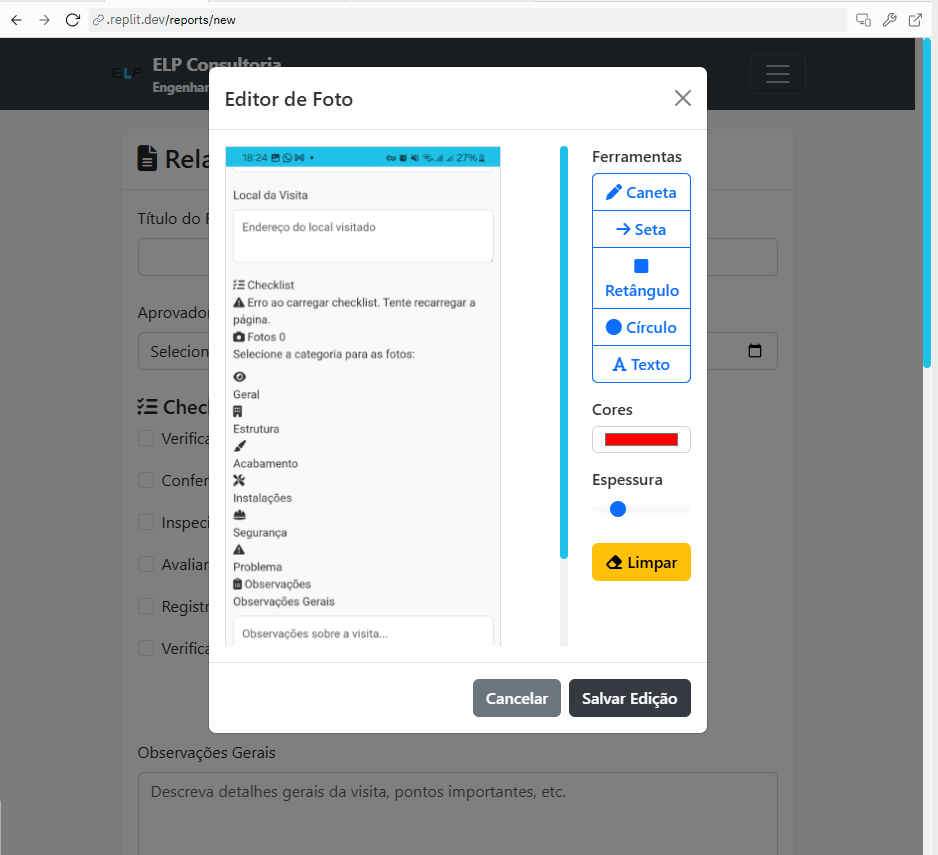 .replit.dev/reports/new
ELP
ELP Consultoria
Engenhar
Editor de Foto
Rela
Título do R
Aprovador
Selecion
Chec
Verifica
Confer
Inspeci
Avaliar
Registr
Verifica
18:24
27%
Local da Visita
Endereço do local visitado
Checklist
Erro ao carregar checklist. Tente recarregar a
página.
Fotos 0
Selecione a categoria para as fotos:
Geral
Estrutura
Acabamento
Instalações
Segurança
Problema
Observações
Observações Gerais
Observações sobre a visita...
Ferramentas
Caneta
Seta
Retângulo
Círculo
A Texto
Cores
Espessura
Limpar
Cancelar
Salvar Edição
Observações Gerais
Descreva detalhes gerais da visita, pontos importantes, etc.